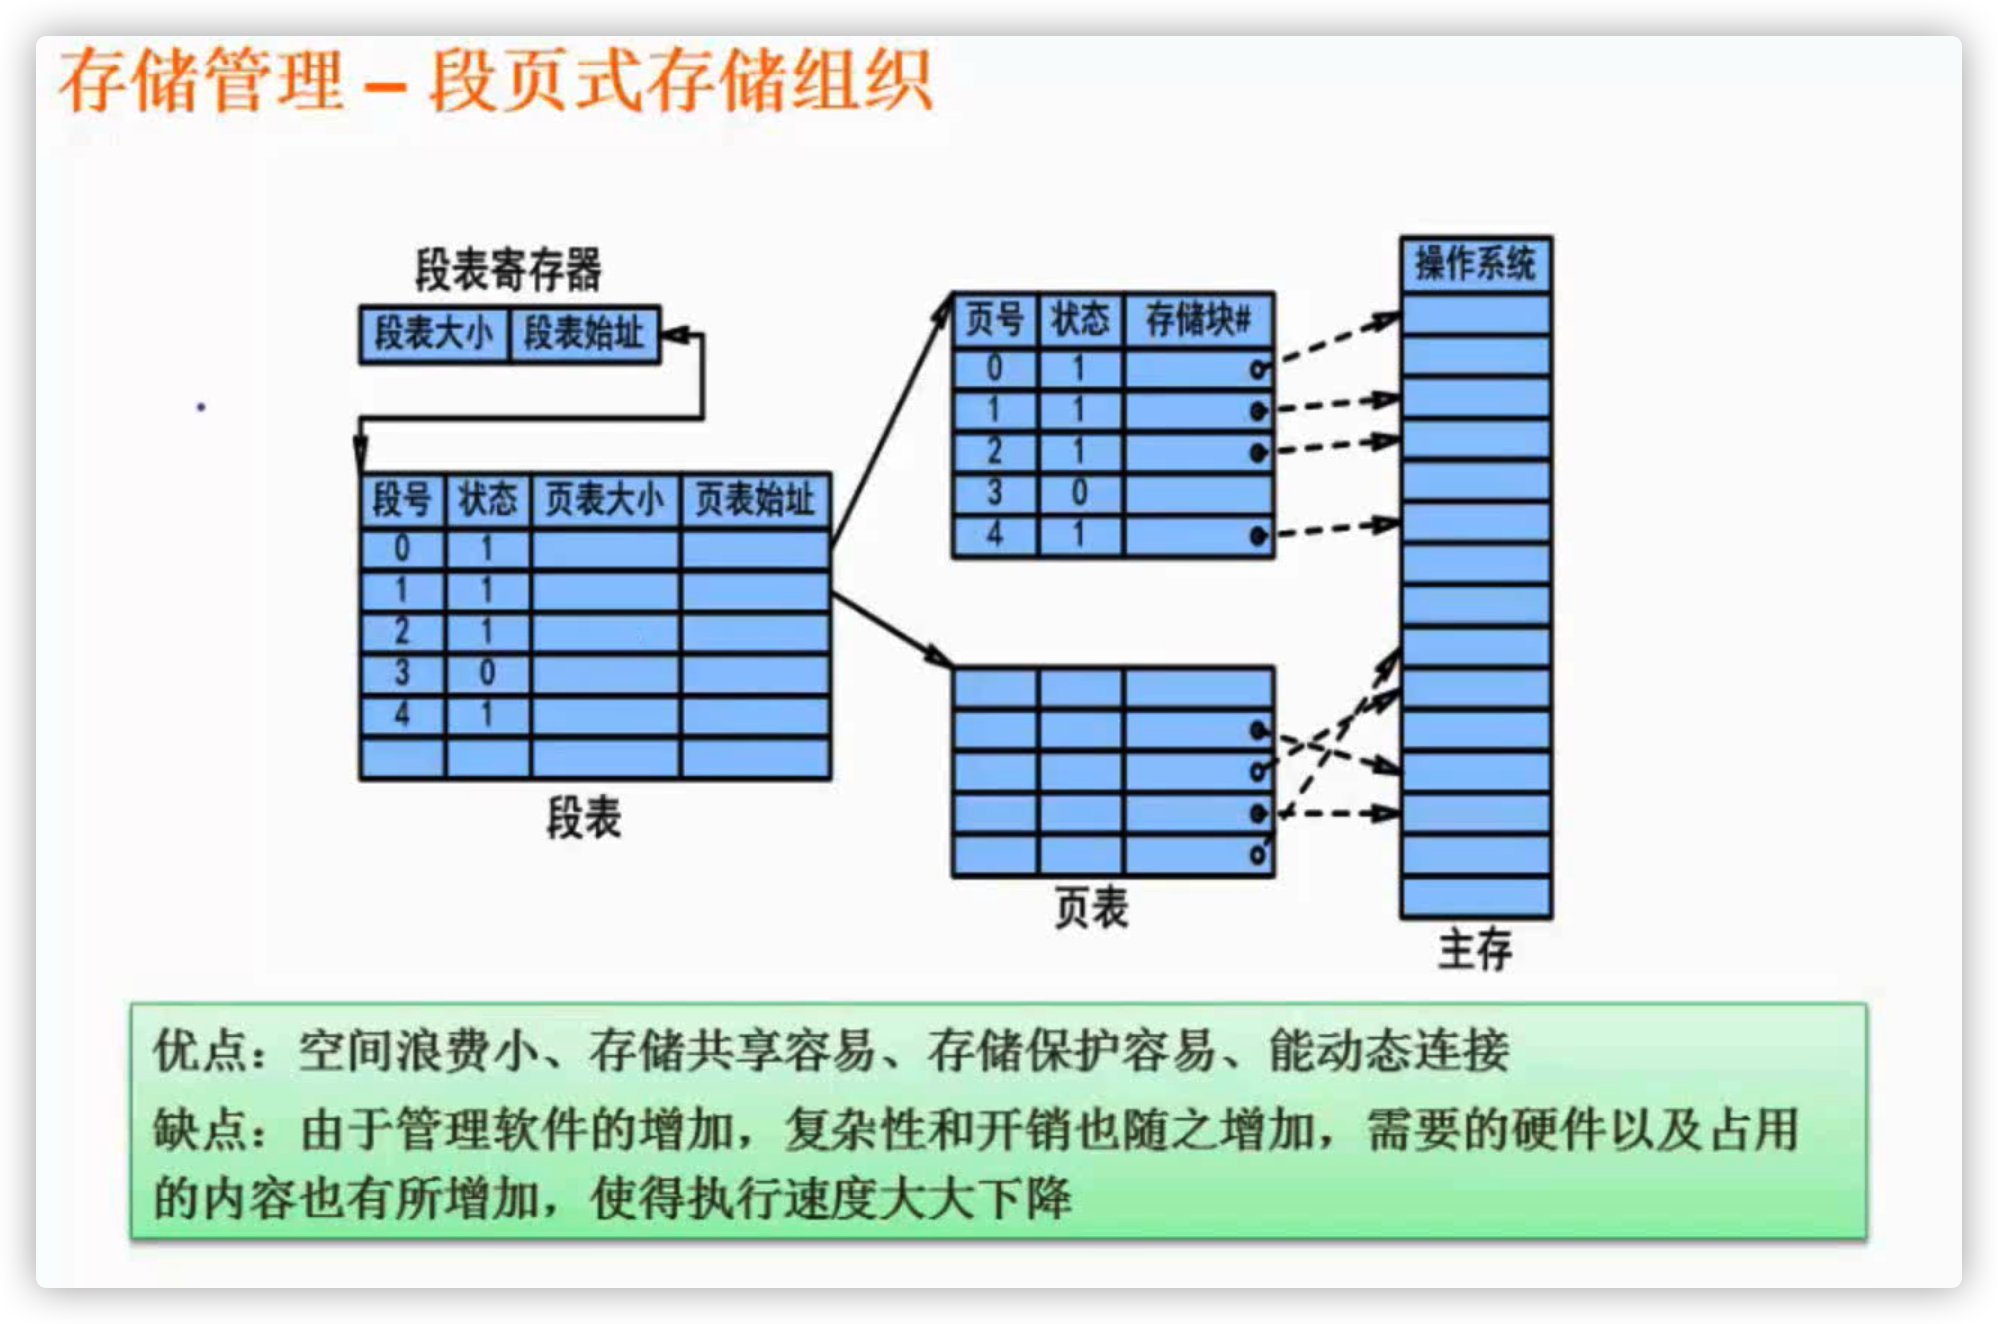 存储管理 – 段页式存储组织
段表寄存器
段表大小 段表始址
段号 状态 页表大小 页表始址
0 1
1 1
2 1
3 0
4 1
段表
页号 状态 存储块#
0 1
1 1
2 1
3 0
4 1
页表
操作系统
主存
优点：空间浪费小、存储共享容易、存储保护容易、能动态连接
缺点：由于管理软件的增加，复杂性和开销也随之增加，需要的硬件以及占用
的内容也有所增加，使得执行速度大大下降